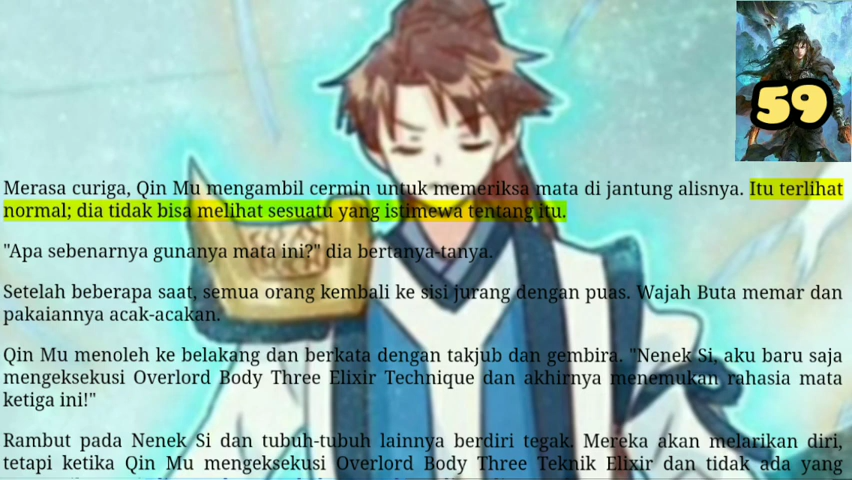 59
Merasa curiga, Qin Mu mengambil cermin untuk memeriksa mata di jantung alisnya. Itu terlihat
normal; dia tidak bisa melihat sesuatu yang istimewa tentang itu.
"Apa sebenarnya gunanya mata ini?" dia bertanya-tanya.
Setelah beberapa saat, semua orang kembali ke sisi jurang dengan puas. Wajah Buta memar dan
pakaiannya acak-acakan.
Qin Mu menoleh ke belakang dan berkata dengan takjub dan gembira. "Nenek Si, aku baru saja
mengeksekusi Overlord Body Three Elixir Technique dan akhirnya menemukan rahasia mata
ketiga ini!"
Rambut pada Nenek Si dan tubuh-tubuh lainnya berdiri tegak. Mereka akan melarikan diri,
tetapi ketika Qin Mu mengeksekusi Overlord Body Three Teknik Elixir dan tidak ada yang